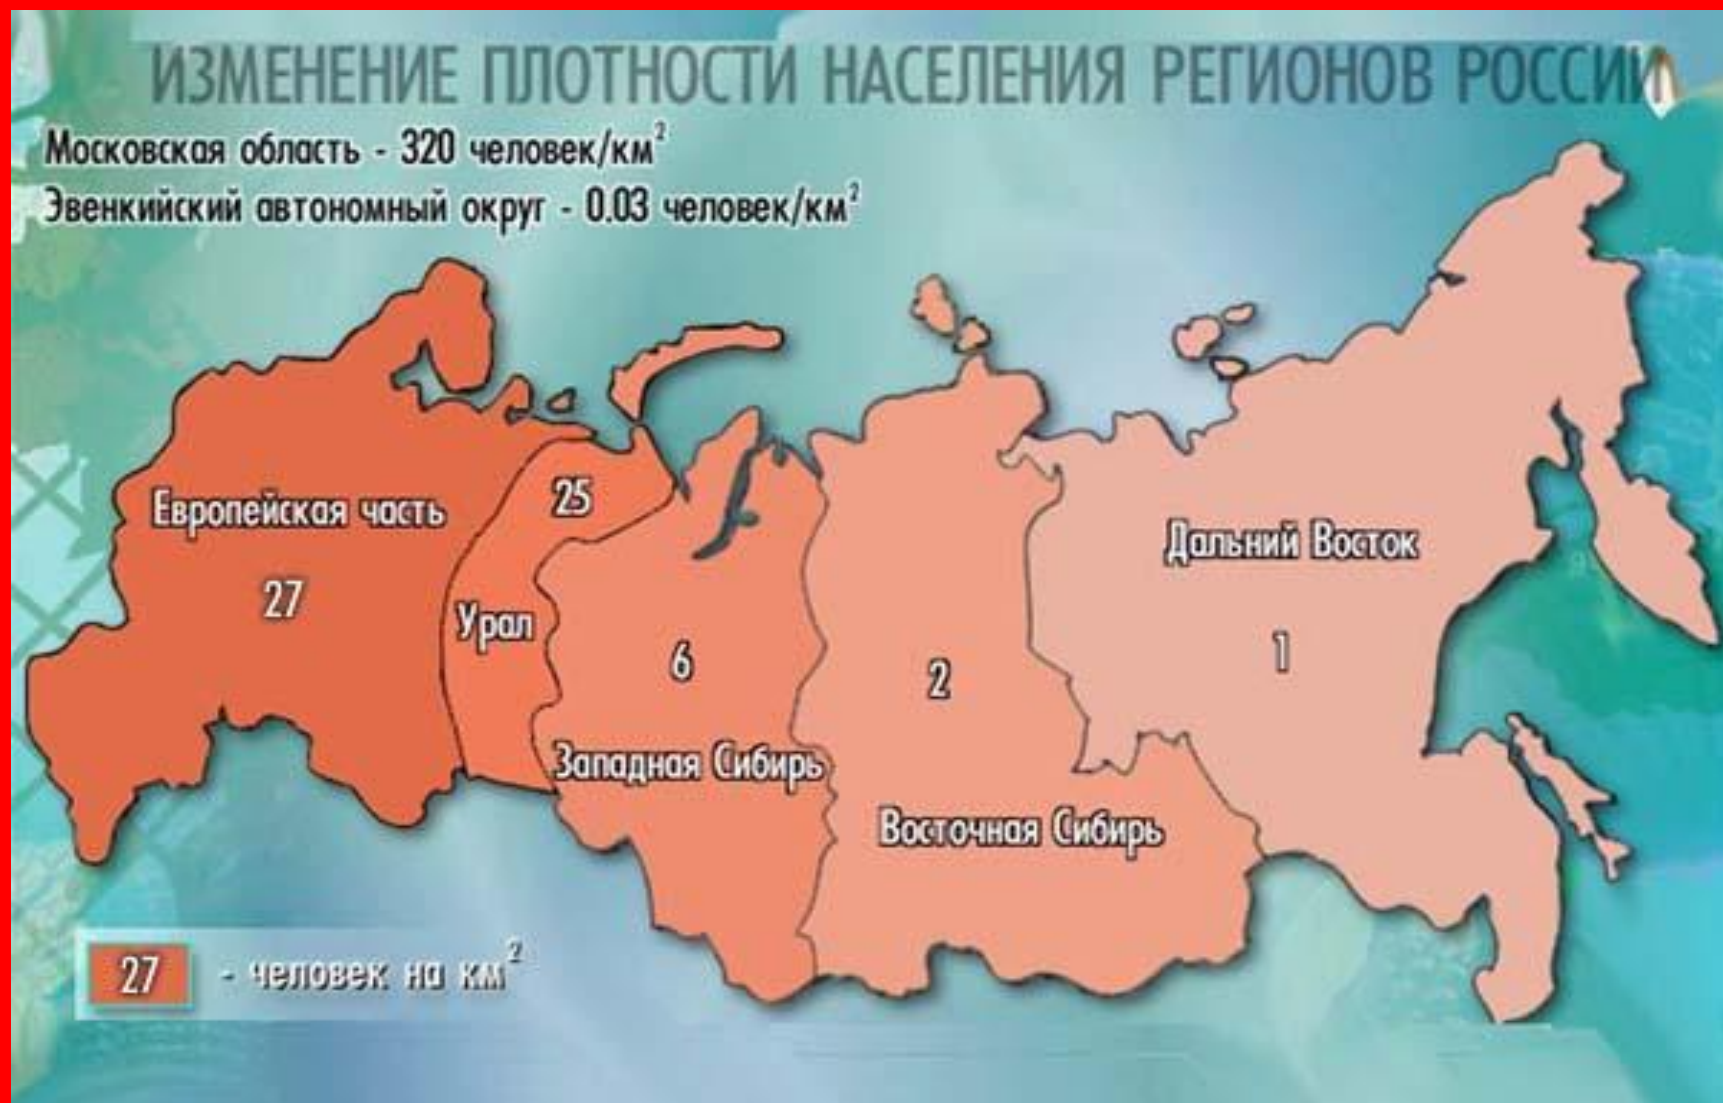 ИЗМЕНЕНИЕ ПЛОТНОСТИ НАСЕЛЕНИЯ РЕГИОНОВ РОССИИ
Московская область - 320 человек/км²
Эвенкийский автономный округ - 0.03 человек/км²
Европейская часть
27
25
Урал
6
Западная Сибирь
2
Восточная Сибирь
Дальний Восток
1
27 - человек на км²